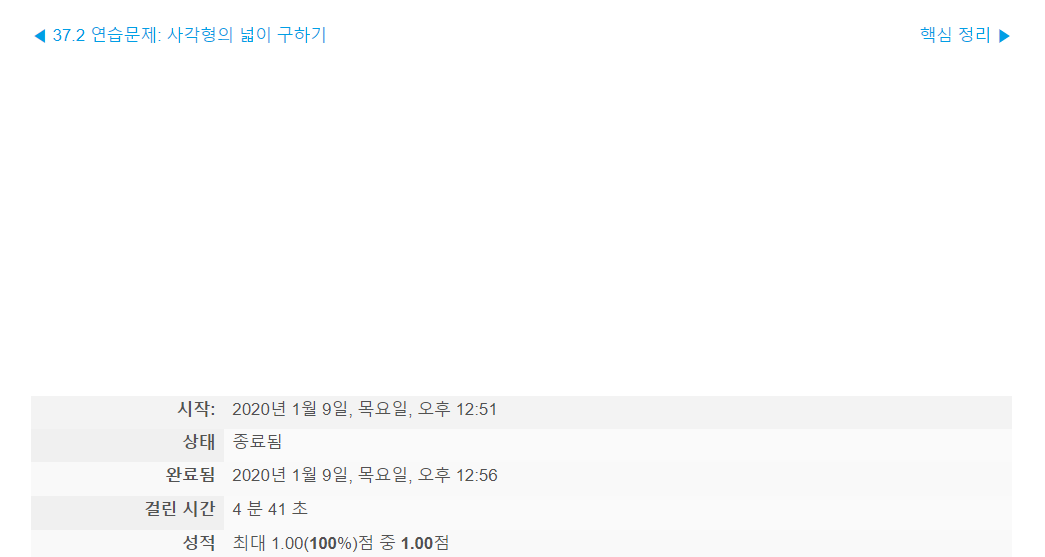 ◀ 37.2 연습문제: 사각형의 넓이 구하기
핵심 정리 ▶
시작: 2020년 1월 9일, 목요일, 오후 12:51
상태 종료됨
완료됨 2020년 1월 9일, 목요일, 오후 12:56
걸린 시간 4 분 41 초
성적 최대 1.00(100%)점 중 1.00점